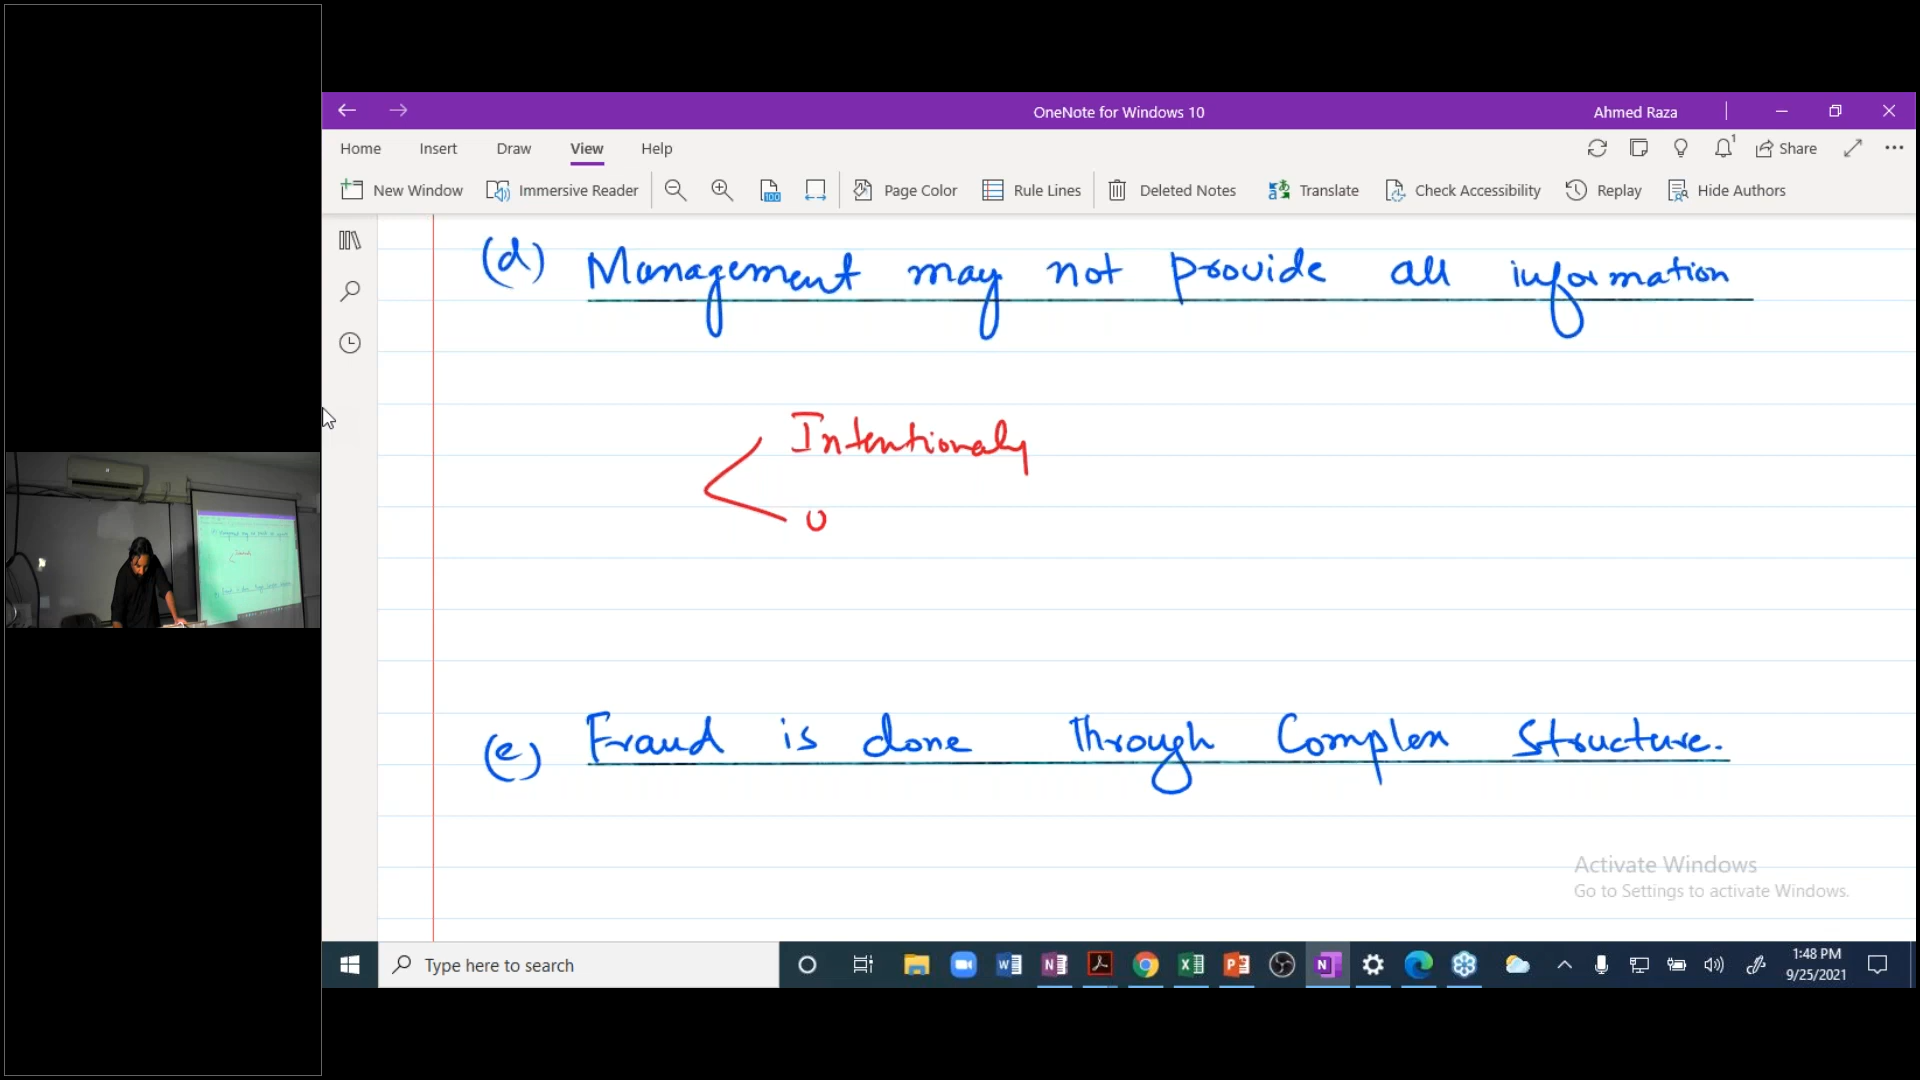 OneNote for Windows 10
Ahmed Raza
Home Insert Draw View Help
1 Share
New Window Immersive Reader 100 Page Color Rule Lines Deleted Notes Translate Check Accessibility Replay Hide Authors
(d) Management may not provide all information
Intentionaly
U
(e) Fraud is done through Complex Structure.
Activate Windows
Go to Settings to activate Windows.
Type here to search
1:48 PM
9/25/2021